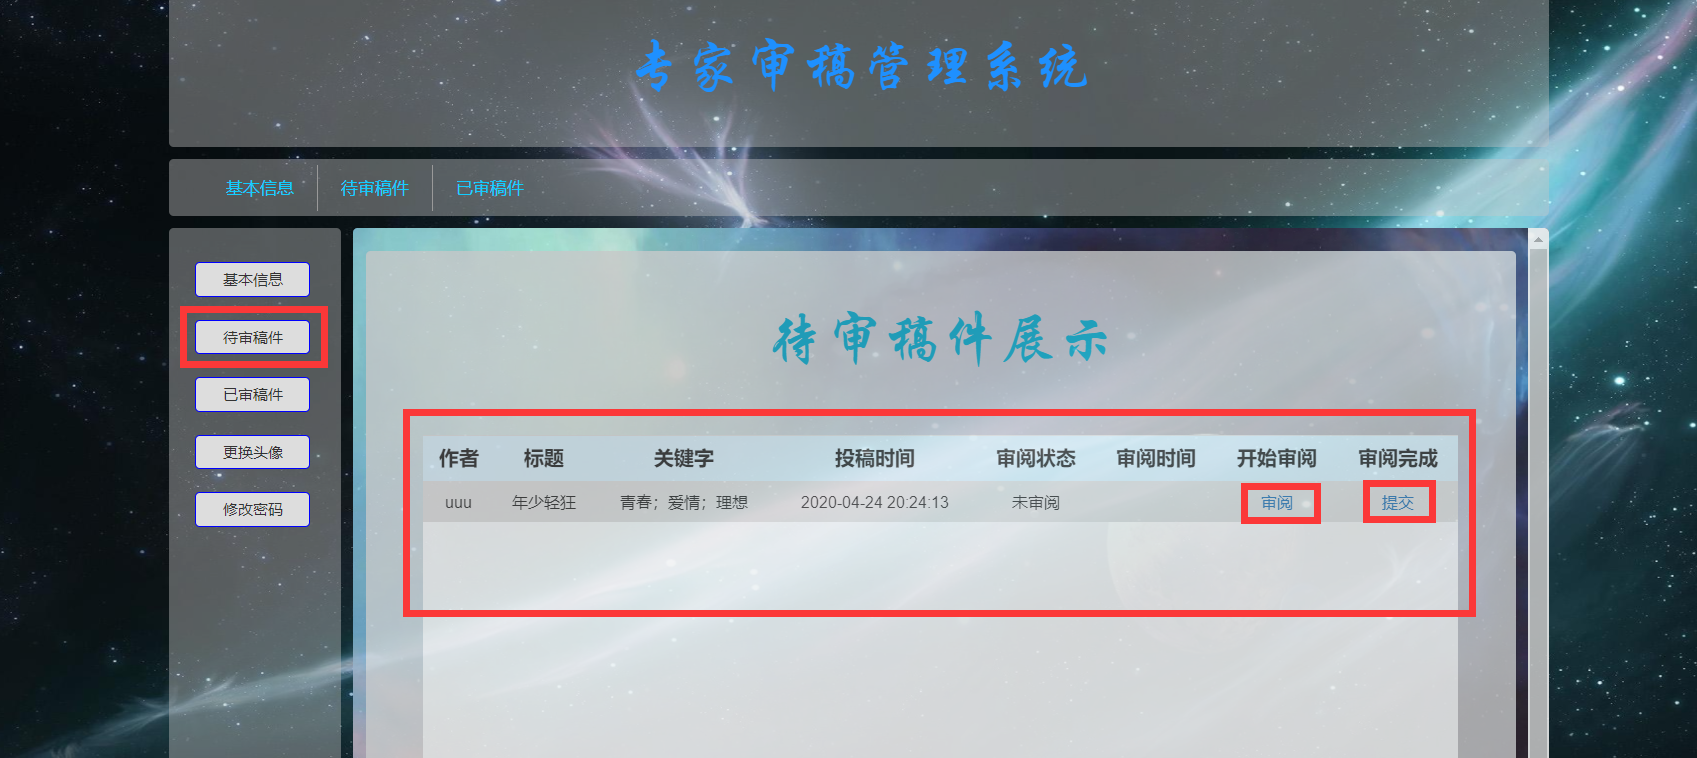 专家审稿管理系统
基本信息 待审稿件 已审稿件
基本信息
待审稿件
已审稿件
更换头像
修改密码
待审稿件展示
作者 标题 关键字 投稿时间 审阅状态 审阅时间 开始审阅 审阅完成
uuu 年少轻狂 青春；爱情；理想 2020-04-24 20:24:13 未审阅 审阅 提交